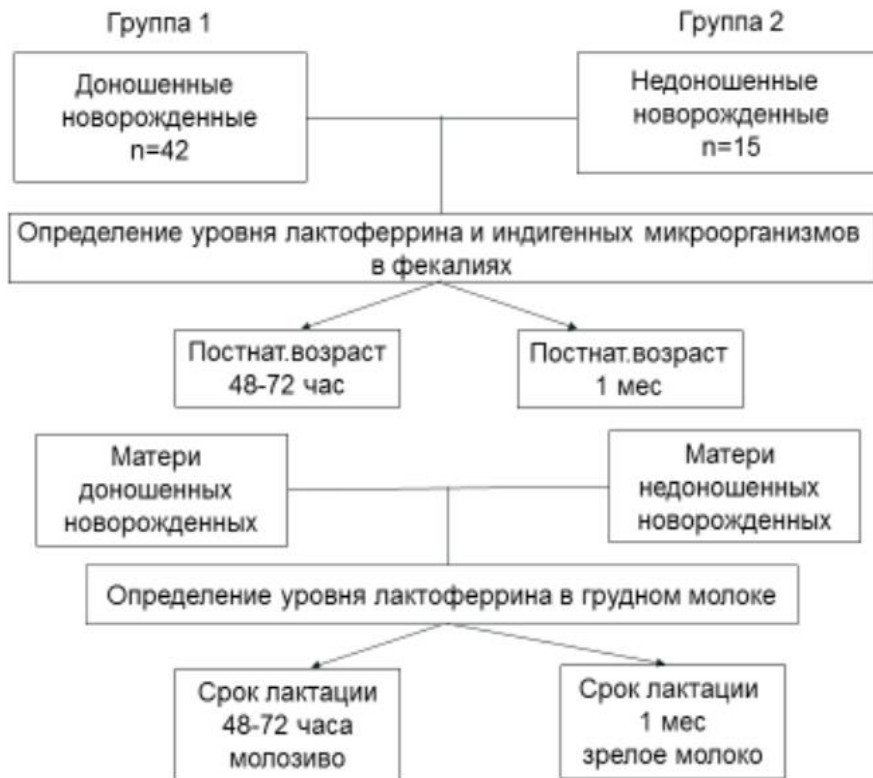 Группа 1
Группа 2
Доношенные
новорожденные
n=42
Недоношенные
новорожденные
n=15
Определение уровня лактоферрина и индигенных микроорганизмов
в фекалиях
Постнат.возраст
48-72 час
Постнат.возраст
1 мес
Матери
доношенных
новорожденных
Матери
недоношенных
новорожденных
Определение уровня лактоферрина в грудном молоке
Срок лактации
48-72 часа
молозиво
Срок лактации
1 мес
зрелое молоко